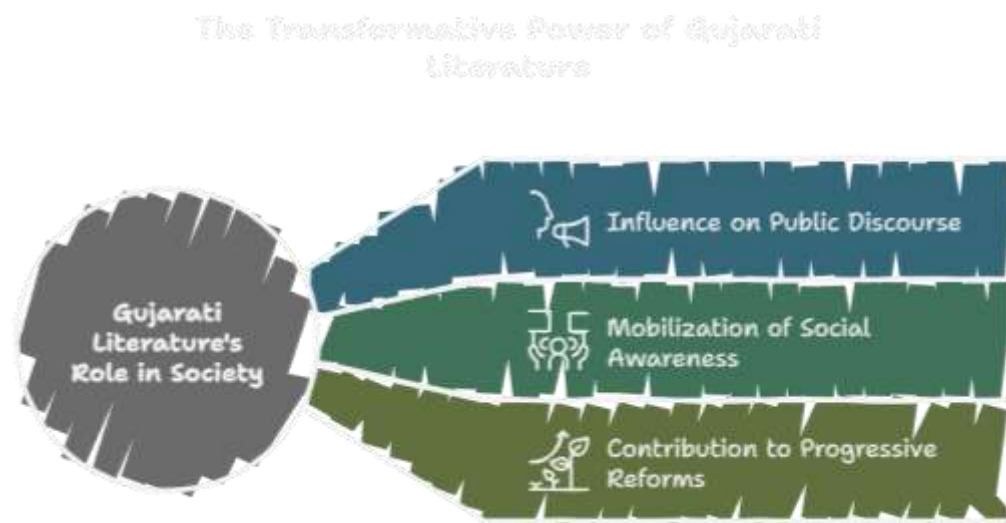 The Transformative Power of Gujarati
Literature
Gujarati
Literature's
Role in Society
Influence on Public Discourse
Mobilization of Social
Awareness
Contribution to Progressive
Reforms